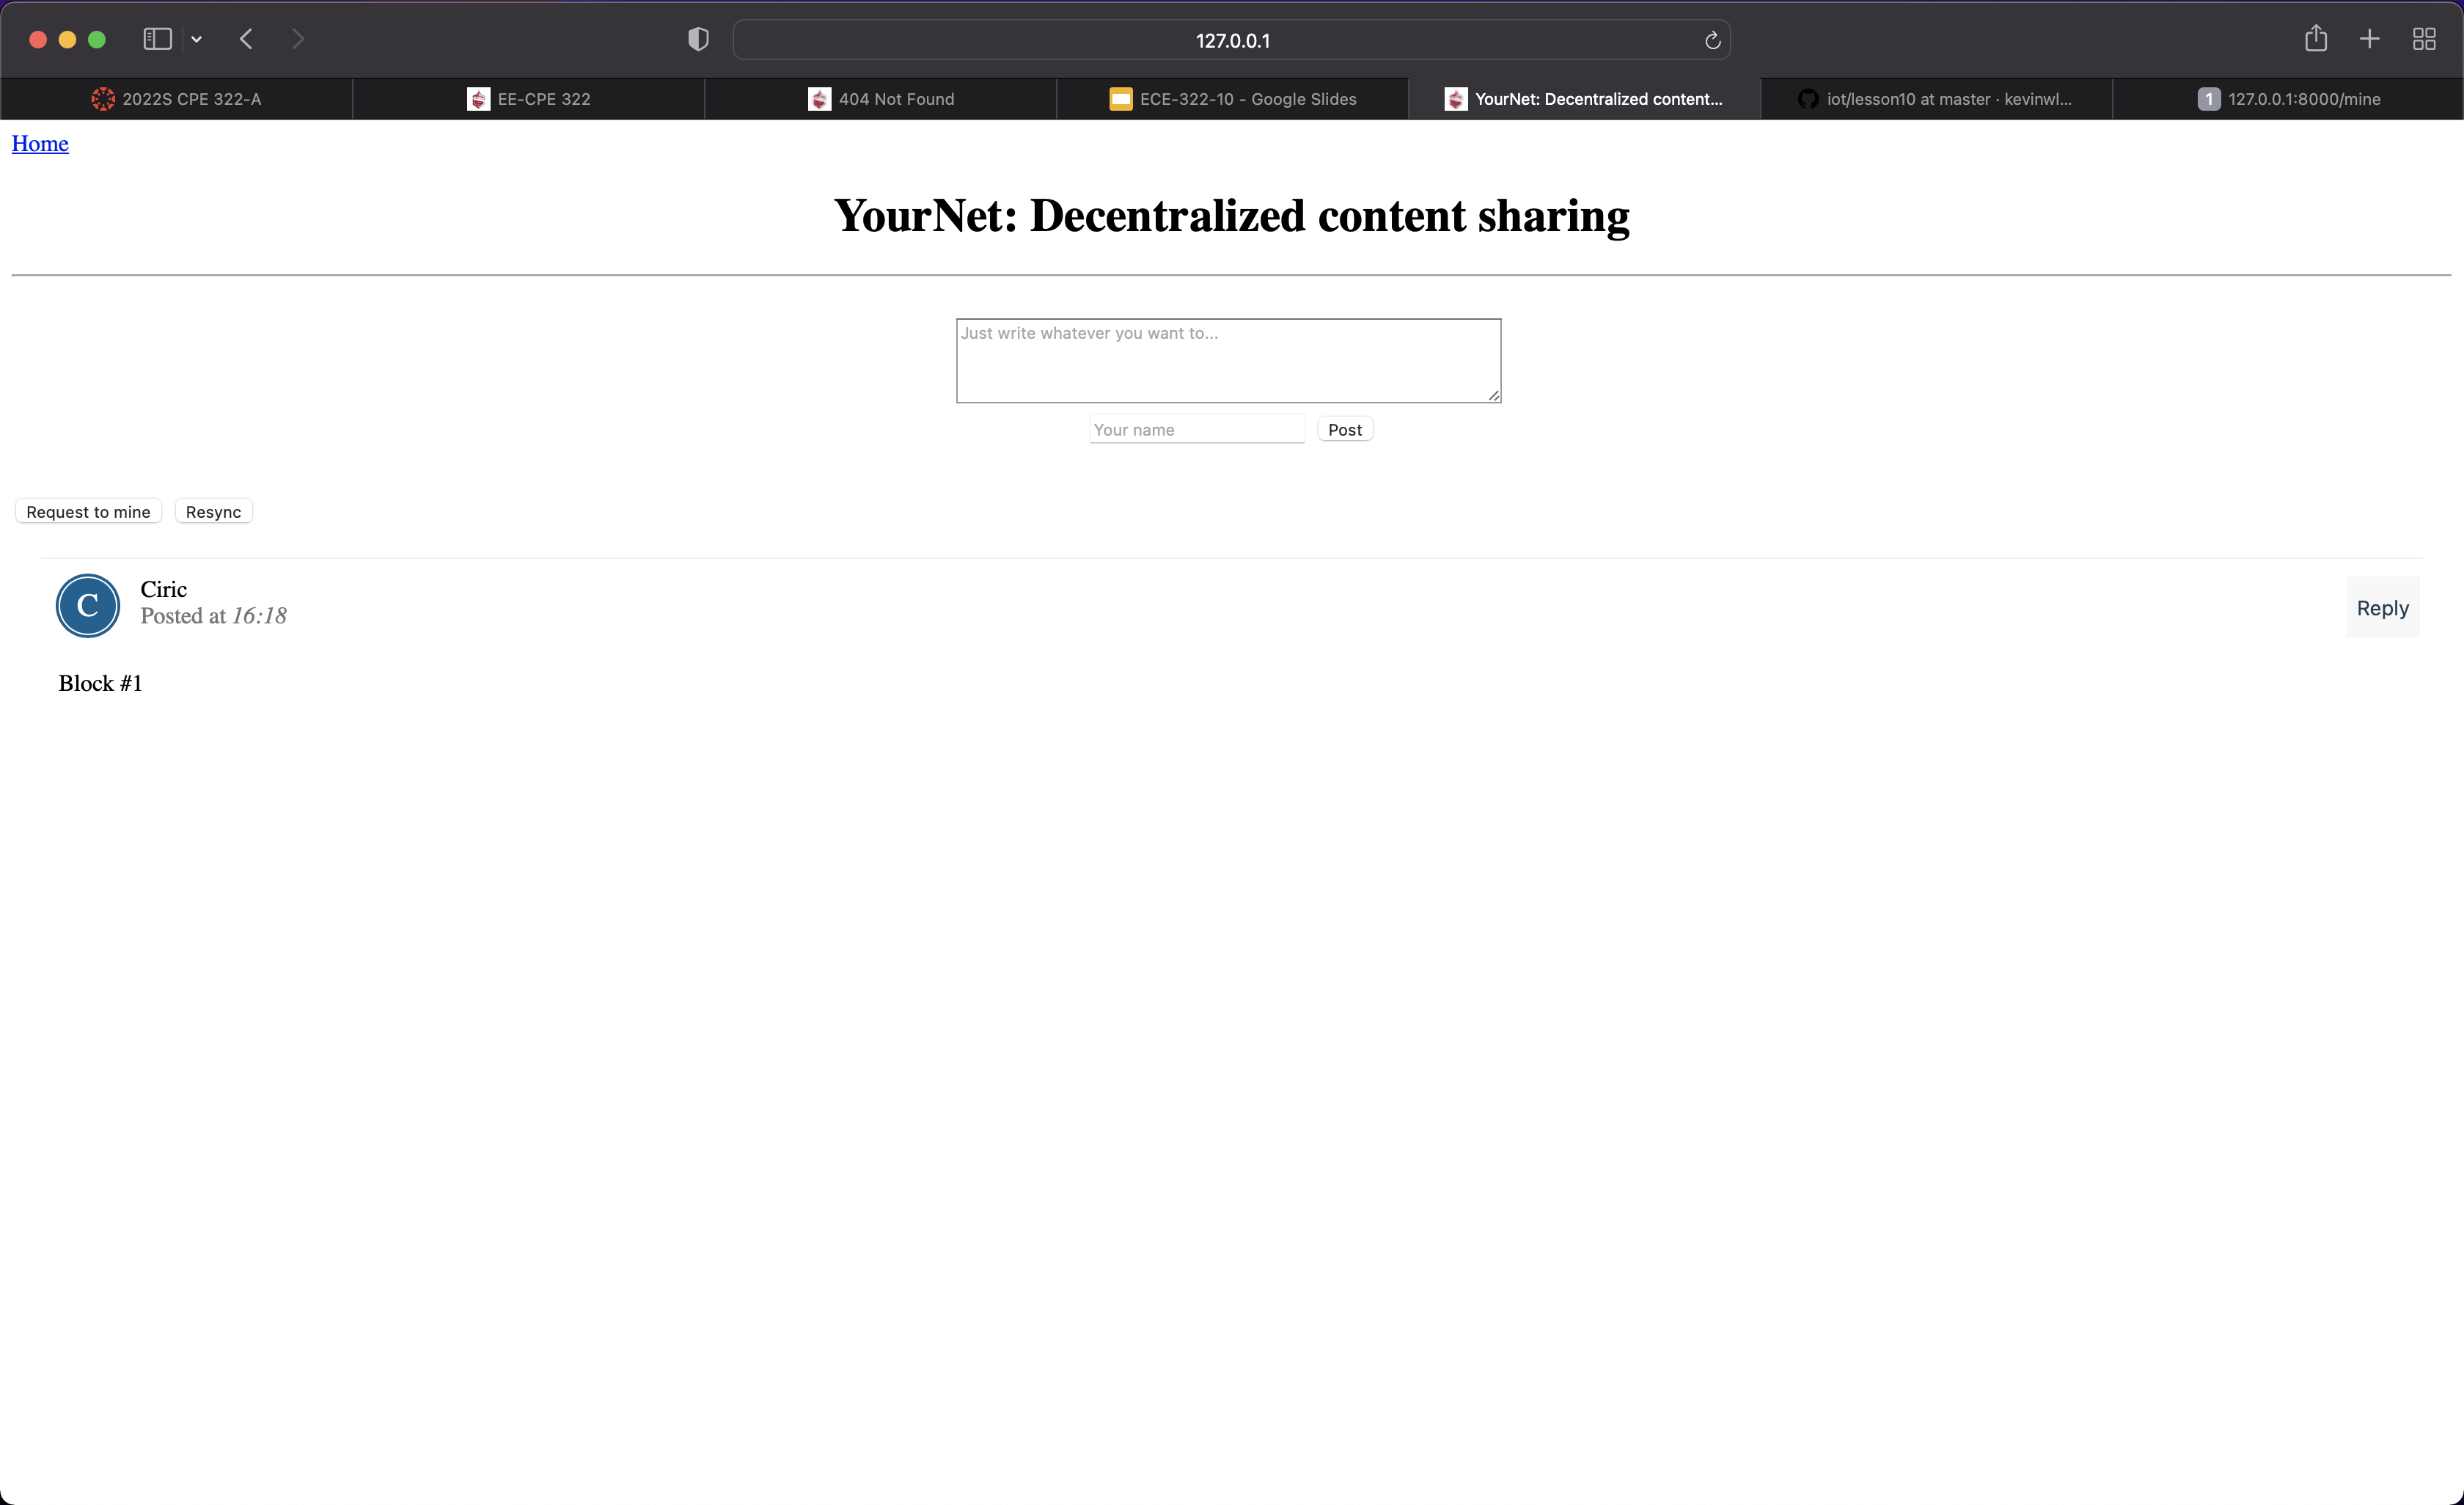 127.0.0.1
2022S CPE 322-A
EE-CPE 322
404 Not Found
ECE-322-10 - Google Slides
YourNet: Decentralized content...
iot/lesson10 at master · kevinwl...
1 127.0.0.1:8000/mine
Home
YourNet: Decentralized content sharing
Just write whatever you want to...
Your name Post
Request to mine Resync
C
Ciric
Posted at 16:18
Reply
Block #1